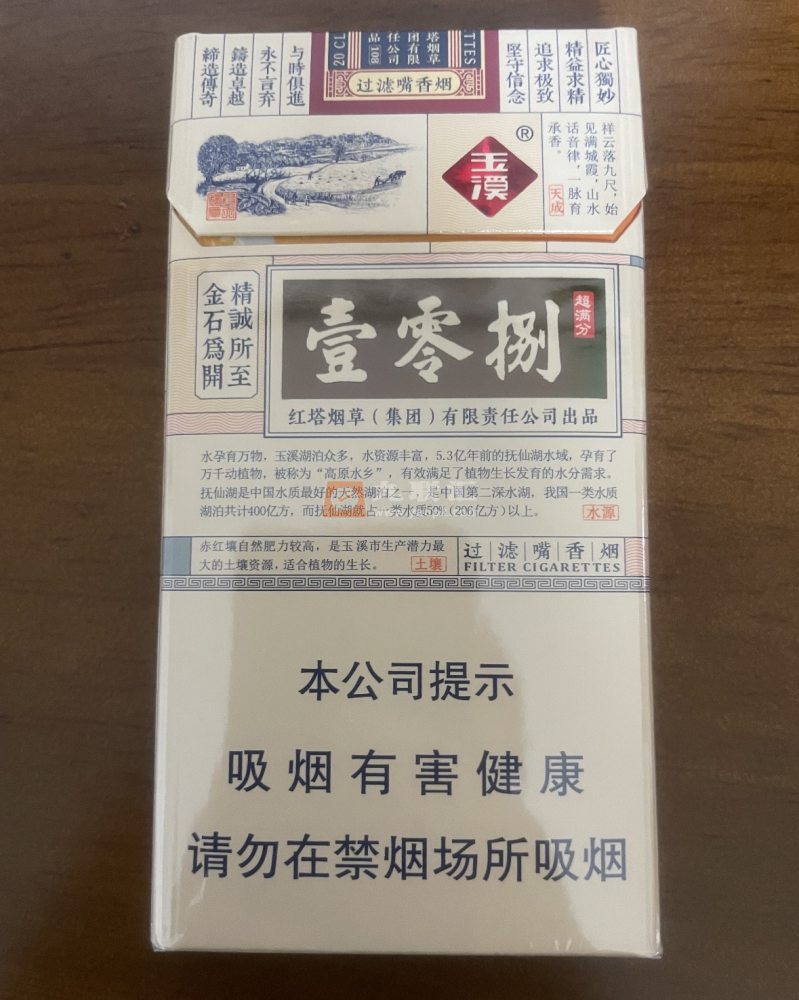 匠心獨妙
精益求精
追求极致
堅守信念
TTES
塔烟草
团有限
任公司
品 108
20 CI
过滤嘴香烟
与時俱進
永不言弃
鑄造卓越
締造傳奇
玉溪®
祥云落九尺，始
见满城霞，山水
话音律，一脉育
承香。
天成
精誠所至
金石爲開
壹零捌
超满分
红塔烟草（集团）有限责任公司出品
水孕育万物，玉溪湖泊众多，水资源丰富，5.3亿年前的抚仙湖水域，孕育了
万千动植物，被称为“高原水乡”，有效满足了植物生长发育的水分需求。
抚仙湖是中国水质最好的天然湖泊之一，是中国第二深水湖，我国一类水质
湖泊共计400亿方，而抚仙湖就占一类水质50%（206亿方）以上。
水源
赤红壤自然肥力较高，是玉溪市生产潜力最
大的土壤资源，适合植物的生长。
土壤
过滤嘴香烟
FILTER CIGARETTES
本公司提示
吸烟有害健康
请勿在禁烟场所吸烟